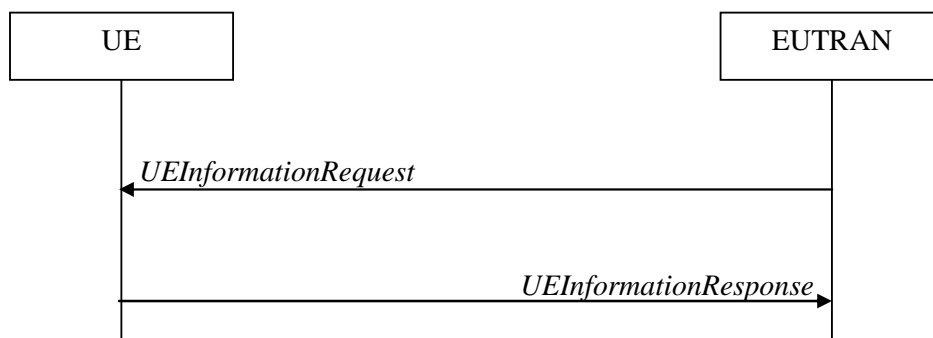 UE
EUTRAN
UEInformationRequest
UEInformationResponse